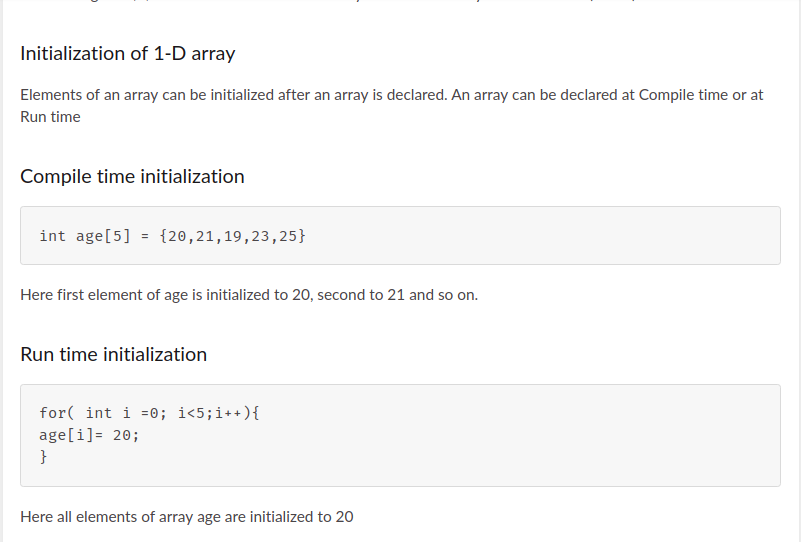 Initialization of 1-D array
Elements of an array can be initialized after an array is declared. An array can be declared at Compile time or at
Run time
Compile time initialization
int age[5] = {20,21,19,23,25}
Here first element of age is initialized to 20, second to 21 and so on.
Run time initialization
for( int i =0; i<5;i++){
age[i]= 20;
}
Here all elements of array age are initialized to 20